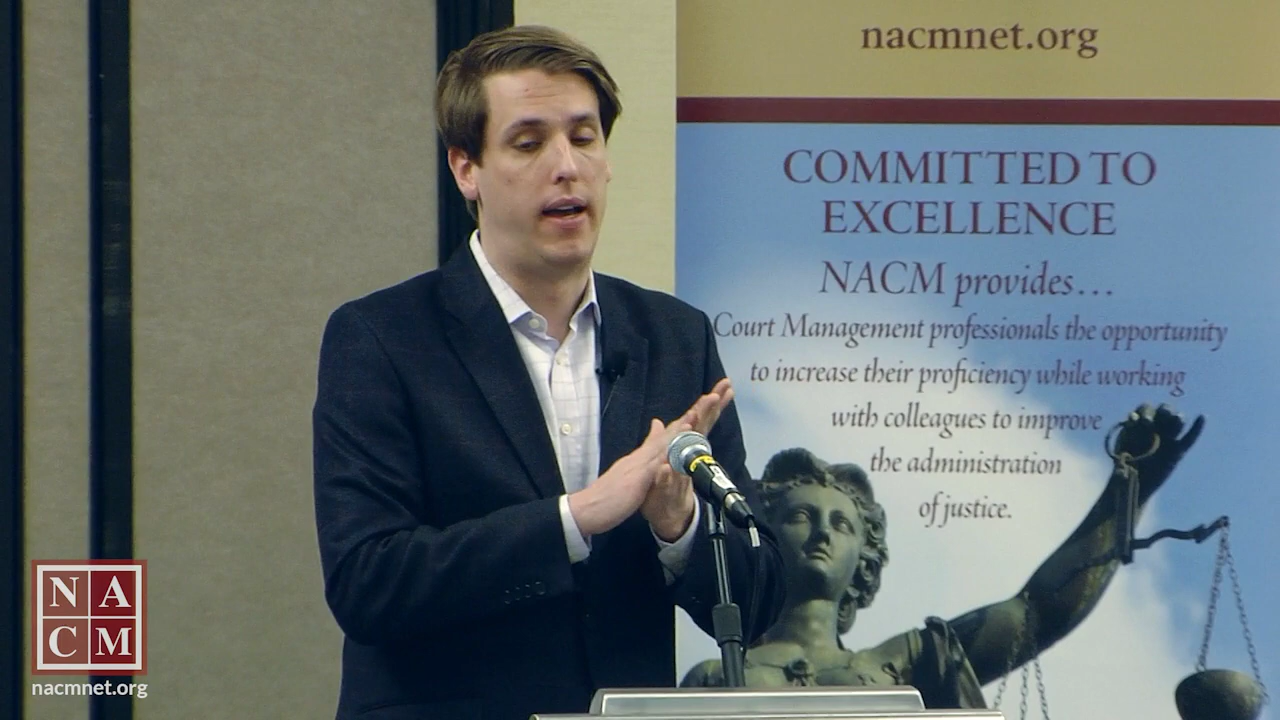 nacmnet.org
COMMITTED TO
EXCELLENCE
NACM provides...
Court Management professionals the opportunity
to increase their proficiency while working
with colleagues to improve
the administration
of justice.
N A
C M
nacmnet.org